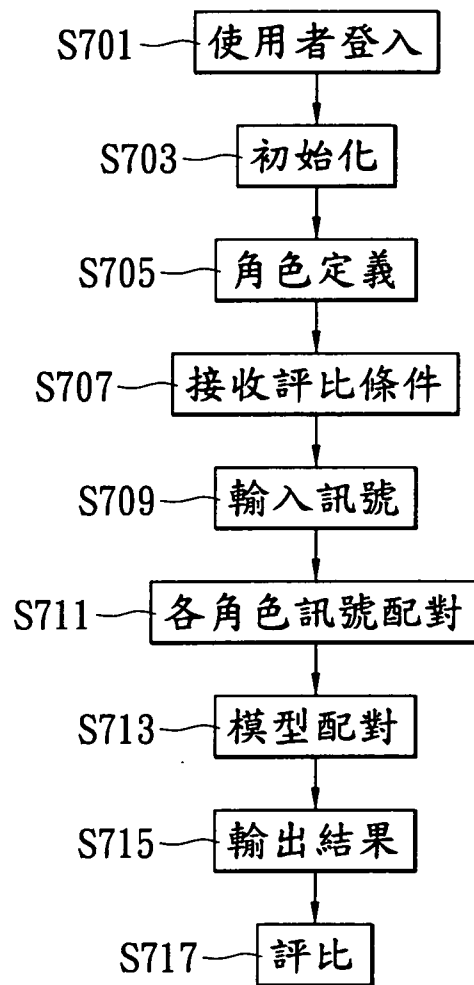 S701 使用者登入
S703 初始化
S705 角色定義
S707 接收評比條件
S709 輸入訊號
S711 各角色訊號配對
S713 模型配對
S715 輸出結果
S717 評比